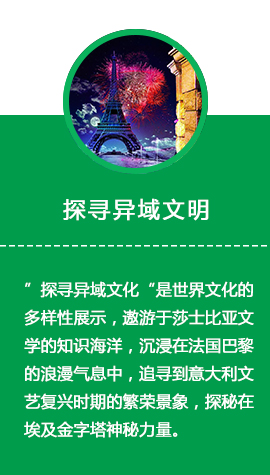 探寻异域文明
”探寻异域文化“是世界文化的
多样性展示，遨游于莎士比亚文
学的知识海洋，沉浸在法国巴黎
的浪漫气息中，追寻到意大利文
艺复兴时期的繁荣景象，探秘在
埃及金字塔神秘力量。